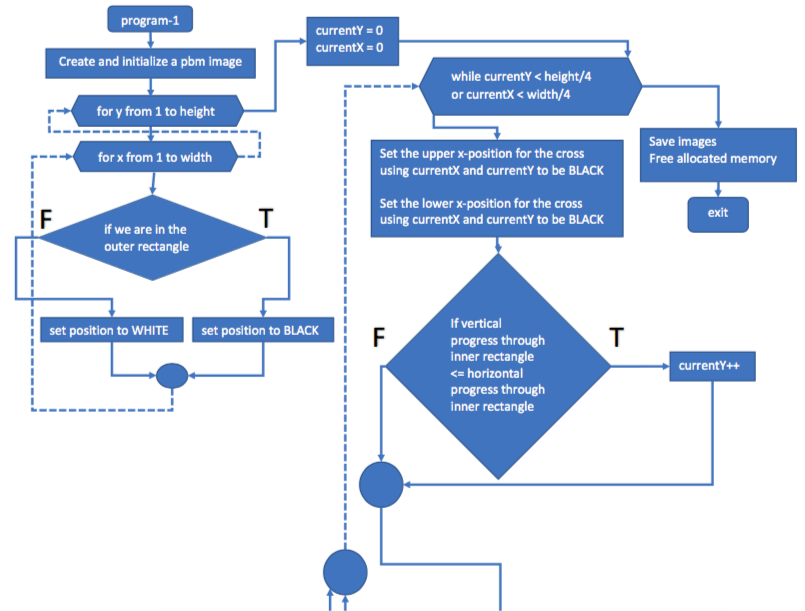 program-1
Create and initialize a pbm image
for y from 1 to height
for x from 1 to width
F
T
if we are in the
outer rectangle
set position to WHITE
set position to BLACK
currentY = 0
currentX = 0
while currentY < height/4
or currentX < width/4
Set the upper x-position for the cross
using currentX and currentY to be BLACK
Set the lower x-position for the cross
using currentX and currentY to be BLACK
Save images
Free allocated memory
exit
F
T
If vertical
progress through
inner rectangle
<= horizontal
progress through
inner rectangle
currentY++